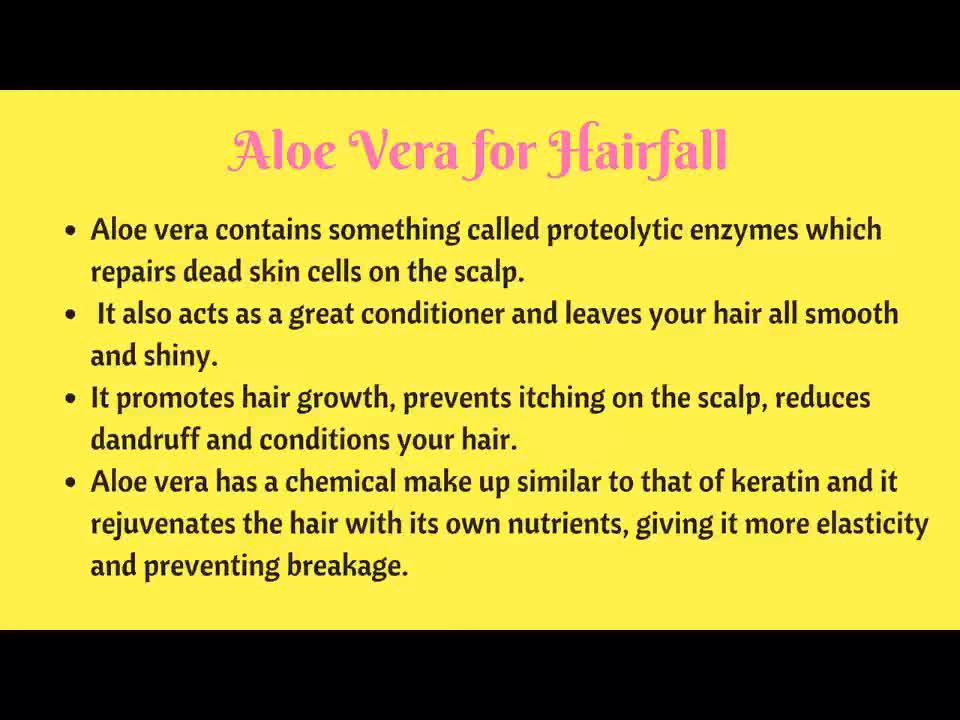 Aloe Vera for Hairfall
• Aloe vera contains something called proteolytic enzymes which
repairs dead skin cells on the scalp.
• It also acts as a great conditioner and leaves your hair all smooth
and shiny.
• It promotes hair growth, prevents itching on the scalp, reduces
dandruff and conditions your hair.
• Aloe vera has a chemical make up similar to that of keratin and it
rejuvenates the hair with its own nutrients, giving it more elasticity
and preventing breakage.